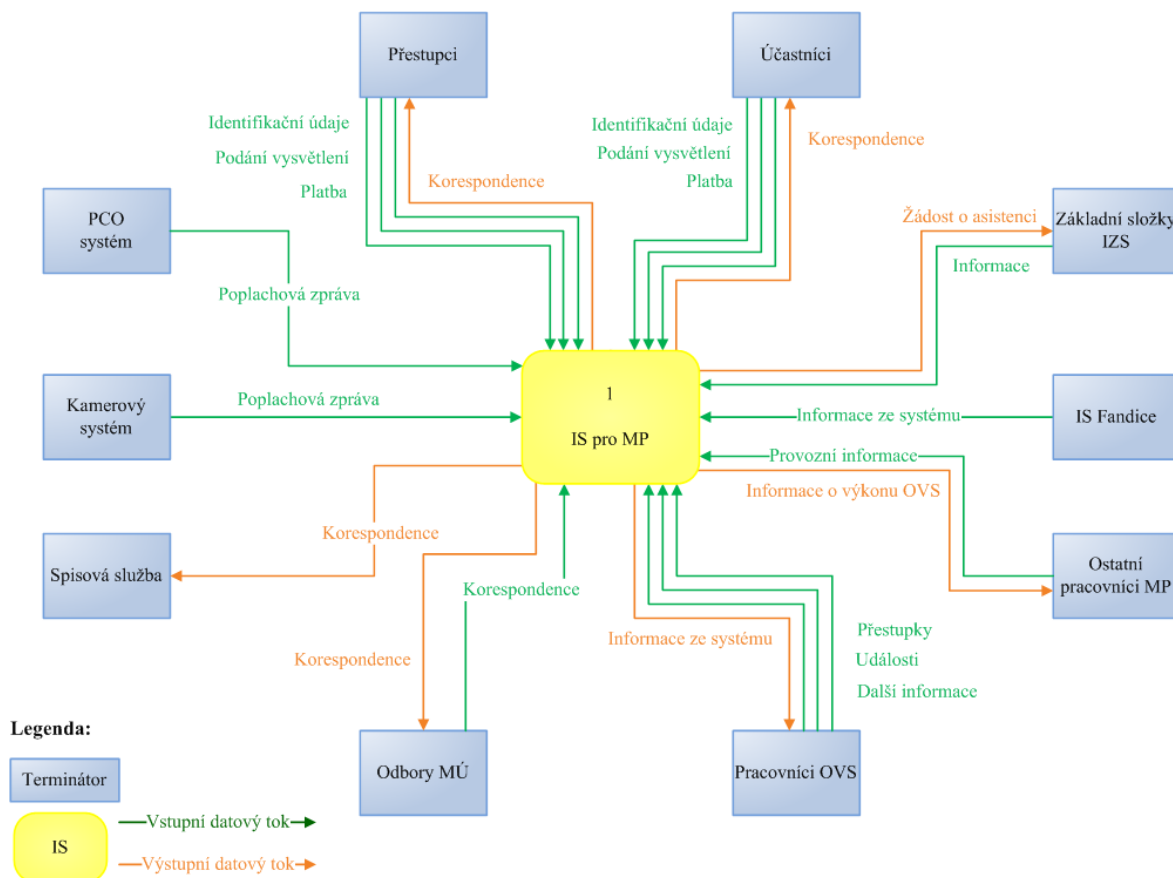 Přestupci
Účastníci
Identifikační údaje
Podání vysvětlení
Platba
Korespondence
Identifikační údaje
Podání vysvětlení
Platba
Korespondence
PCO
systém
Žádost o asistenci
Základní složky
IZS
Informace
Poplachová zpráva
Kamerový
systém
Poplachová zpráva
1
IS pro MP
Informace ze systému
IS Fandice
Provozní informace
Informace o výkonu OVS
Ostatní
pracovníci MP
Korespondence
Spisová služba
Korespondence
Korespondence
Informace ze systému
Přestupky
Události
Další informace
Odbory MÚ
Pracovníci OVS
Legenda:
Terminátor
IS
Vstupní datový tok
Výstupní datový tok